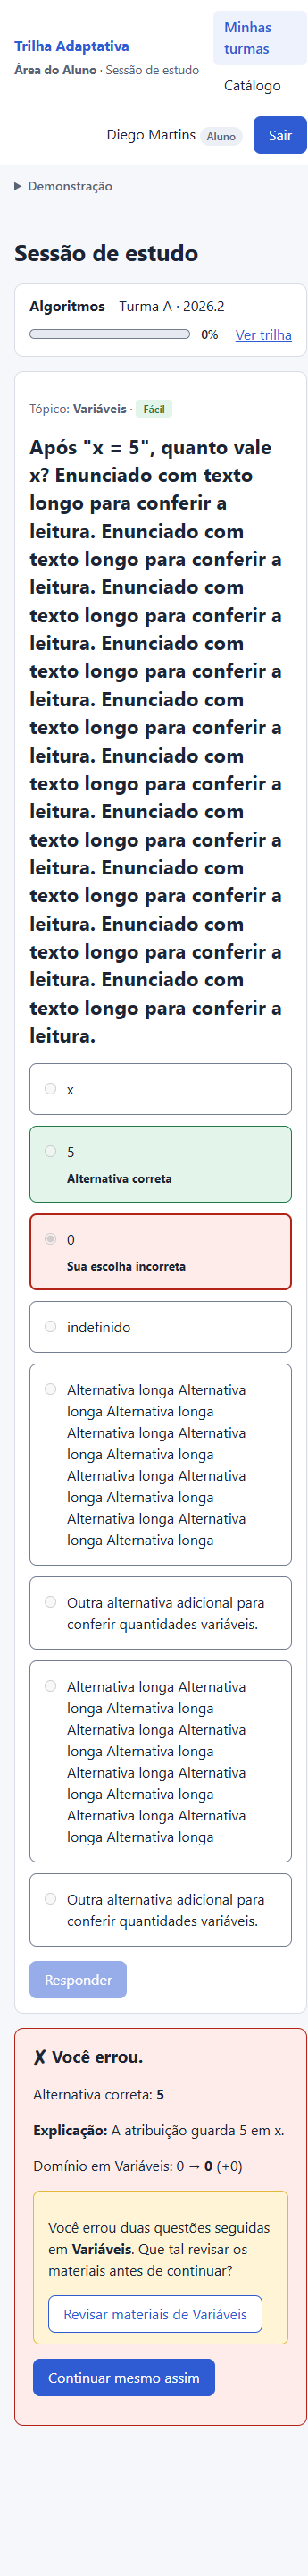 Trilha Adaptativa
Área do Aluno · Sessão de estudo
Minhas
turmas
Catálogo
Diego Martins Aluno Sair
▶ Demonstração
Sessão de estudo
Algoritmos Turma A · 2026.2
0% Ver trilha
Tópico: Variáveis · Fácil
Após "x = 5", quanto vale
x? Enunciado com texto
longo para conferir a
leitura. Enunciado com
texto longo para conferir a
leitura. Enunciado com
texto longo para conferir a
leitura. Enunciado com
texto longo para conferir a
leitura. Enunciado com
texto longo para conferir a
leitura. Enunciado com
texto longo para conferir a
leitura. Enunciado com
texto longo para conferir a
leitura. Enunciado com
texto longo para conferir a
leitura. Enunciado com
texto longo para conferir a
leitura. Enunciado com
texto longo para conferir a
leitura.
x
5
Alternativa correta
0
Sua escolha incorreta
indefinido
Alternativa longa Alternativa
longa Alternativa longa
Alternativa longa Alternativa
longa Alternativa longa
Alternativa longa Alternativa
longa Alternativa longa
Alternativa longa Alternativa
longa Alternativa longa
Outra alternativa adicional para
conferir quantidades variáveis.
Alternativa longa Alternativa
longa Alternativa longa
Alternativa longa Alternativa
longa Alternativa longa
Alternativa longa Alternativa
longa Alternativa longa
Alternativa longa Alternativa
longa Alternativa longa
Outra alternativa adicional para
conferir quantidades variáveis.
Responder
✗ Você errou.
Alternativa correta: 5
Explicação: A atribuição guarda 5 em x.
Domínio em Variáveis: 0 → 0 (+0)
Você errou duas questões seguidas
em Variáveis. Que tal revisar os
materiais antes de continuar?
Revisar materiais de Variáveis
Continuar mesmo assim